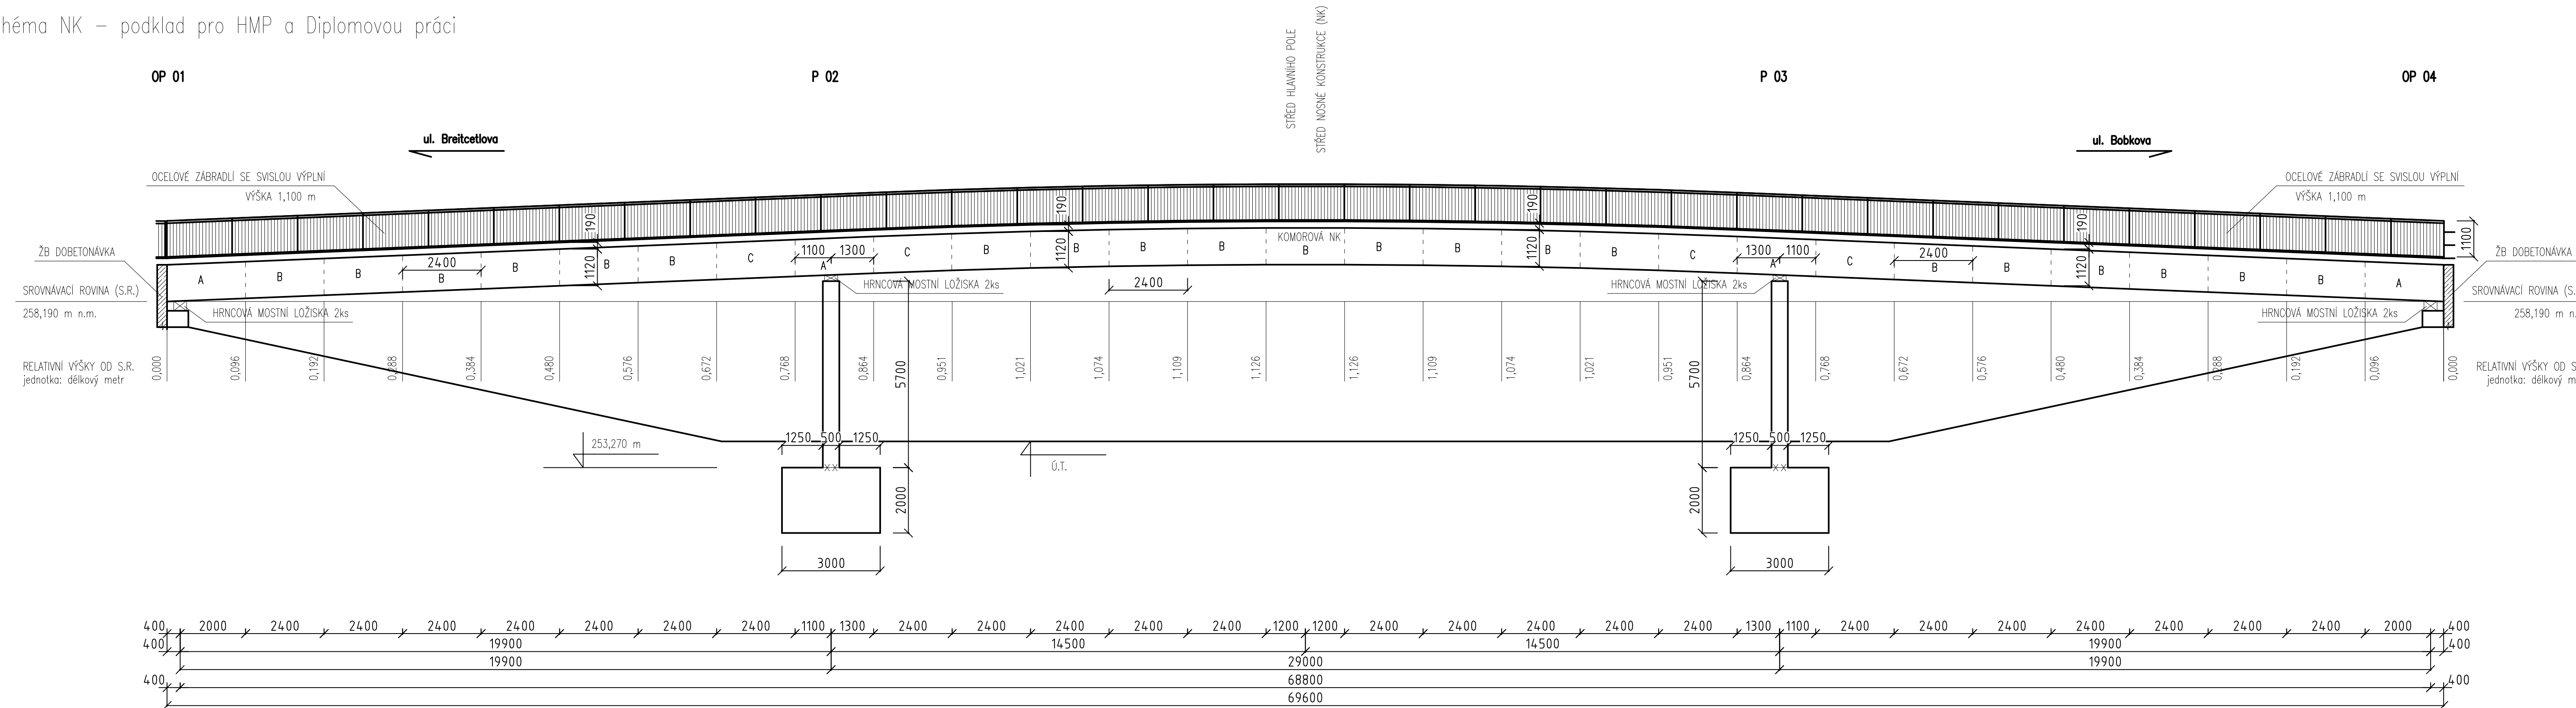 héma NK – podklad pro HMP a Diplomovou práci
STŘED HLAVNÍHO POLE
STŘED NOSNÉ KONSTRUKCE (NK)
OP 01
P 02
P 03
OP 04
ul. Breitcetlova
ul. Bobkova
OCELOVÉ ZÁBRADLÍ SE SVISLOU VÝPLNÍ
VÝŠKA 1,100 m
OCELOVÉ ZÁBRADLÍ SE SVISLOU VÝPLNÍ
VÝŠKA 1,100 m
190
190
190
190
1100
ŽB DOBETONÁVKA
KOMOROVÁ NK
ŽB DOBETONÁVKA
1100 1300
1300 1100
1120
1120
1120
1120
A B B B B B B C A C B B B B B B B B B C A C B B B B B B A
2400
2400
2400
SROVNÁVACÍ ROVINA (S.R.)
258,190 m n.m.
HRNCOVÁ MOSTNÍ LOŽISKA 2ks
HRNCOVÁ MOSTNÍ LOŽISKA 2ks
HRNCOVÁ MOSTNÍ LOŽISKA 2ks
HRNCOVÁ MOSTNÍ LOŽISKA 2ks
SROVNÁVACÍ ROVINA (S.
258,190 m n.
RELATIVNÍ VÝŠKY OD S.R.
jednotka: délkový metr
0,000 0,096 0,192 0,288 0,384 0,480 0,576 0,672 0,768 0,864 0,951 1,021 1,074 1,109 1,126 1,126 1,109 1,074 1,021 0,951 0,864 0,768 0,672 0,576 0,480 0,384 0,288 0,192 0,096 0,000
RELATIVNÍ VÝŠKY OD S
jednotka: délkový m
5700
5700
253,270 m
1250 500 1250
Ú.T.
1250 500 1250
2000
2000
3000
3000
400 2000 2400 2400 2400 2400 2400 2400 2400 1100 1300 2400 2400 2400 2400 2400 1200 1200 2400 2400 2400 2400 2400 1300 1100 2400 2400 2400 2400 2400 2400 2400 2000 400
400 19900 14500 14500 19900 400
19900 29000 19900
400 68800 400
69600